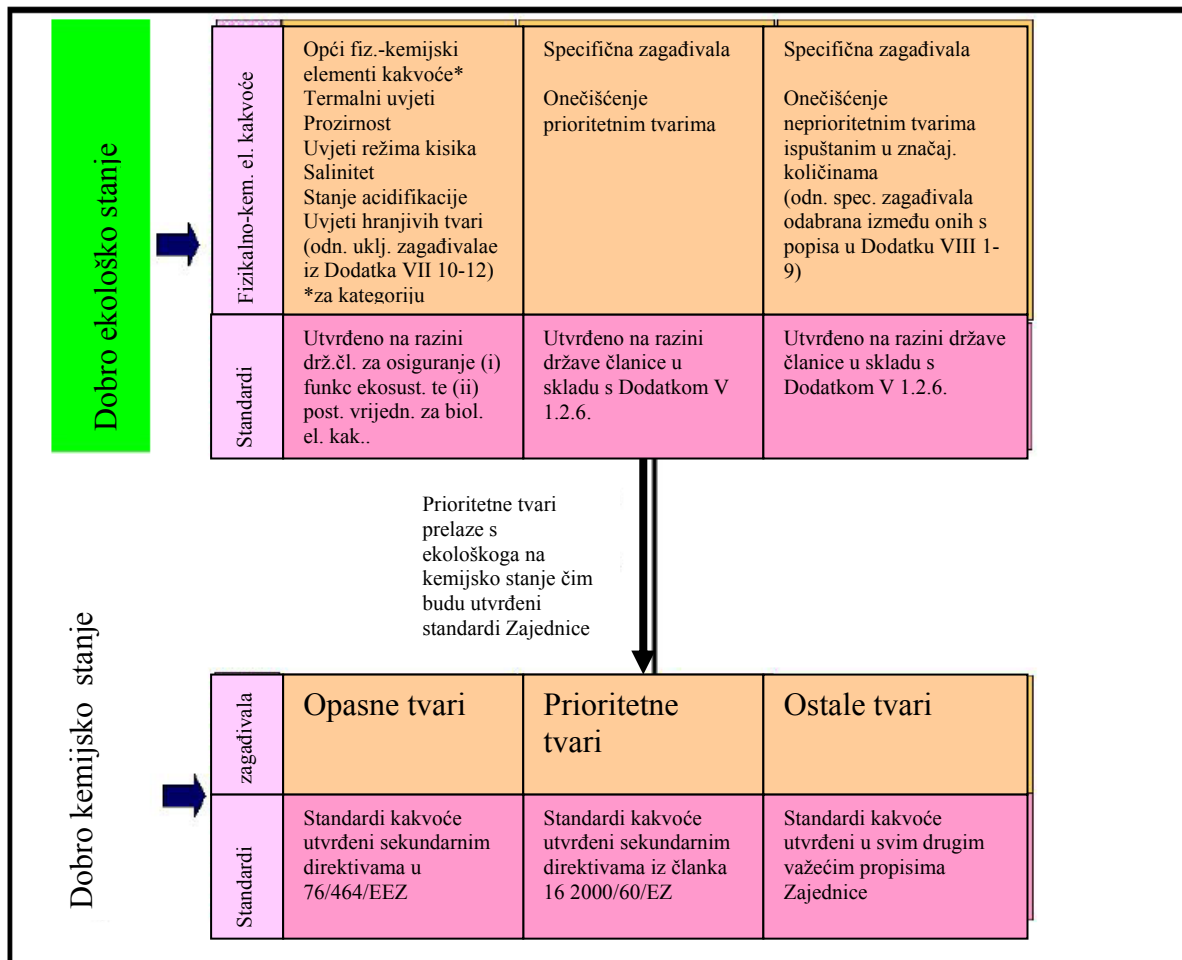 Dobro ekološko stanje
Fizikalno-kem. el. kakvoće
Opći fiz.-kemijski
elementi kakvoće*
Termalni uvjeti
Prozirnost
Uvjeti režima kisika
Salinitet
Stanje acidifikacije
Uvjeti hranjivih tvari
(odn. uklj. zagađivalae
iz Dodatka VII 10-12)
*za kategoriju
Specifična zagađivala
Onečišćenje
prioritetnim tvarima
Specifična zagađivala
Onečišćenje
neprioritetnim tvarima
ispuštanim u značaj.
količinama
(odn. spec. zagađivala
odabrana između onih s
popisa u Dodatku VIII 1-
9)
Standardi
Utvrđeno na razini
drž.čl. za osiguranje (i)
funkc ekosust. te (ii)
post. vrijedn. za biol.
el. kak..
Utvrđeno na razini
države članice u
skladu s Dodatkom V
1.2.6.
Utvrđeno na razini države
članice u skladu s
Dodatkom V 1.2.6.
Prioritetne tvari
prelaze s
ekološkoga na
kemijsko stanje čim
budu utvrđeni
standardi Zajednice
Dobro kemijsko stanje
zagađivala
Opasne tvari
Prioritetne
tvari
Ostale tvari
Standardi
Standardi kakvoće
utvrđeni sekundarnim
direktivama u
76/464/EEZ
Standardi kakvoće
utvrđeni sekundarnim
direktivama iz članka
16 2000/60/EZ
Standardi kakvoće
utvrđeni u svim drugim
važećim propisima
Zajednice